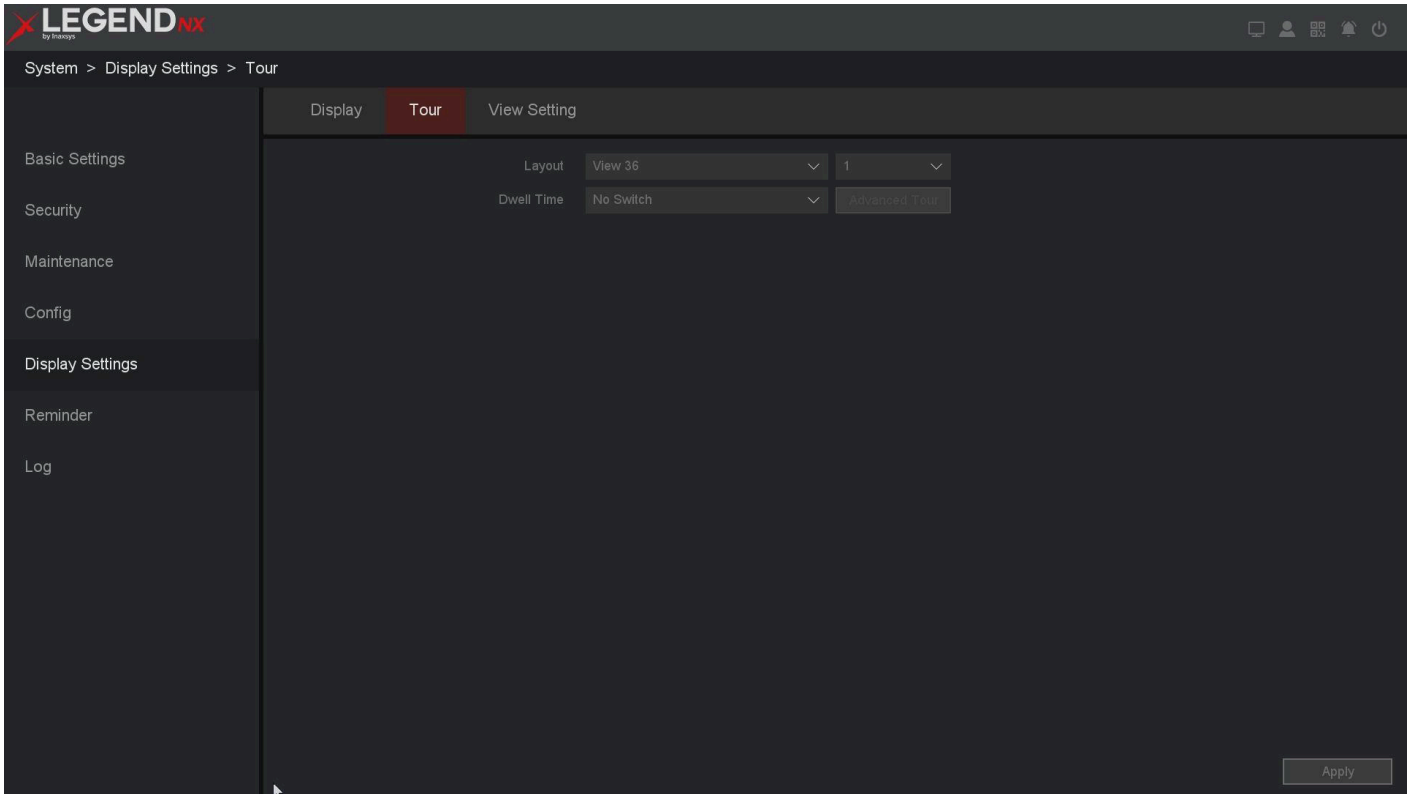 LEGEND NX
by Inaxsys
System > Display Settings > Tour
Display Tour View Setting
Basic Settings
Security
Maintenance
Config
Display Settings
Reminder
Log
Layout View 36 1
Dwell Time No Switch Advanced Tour
Apply